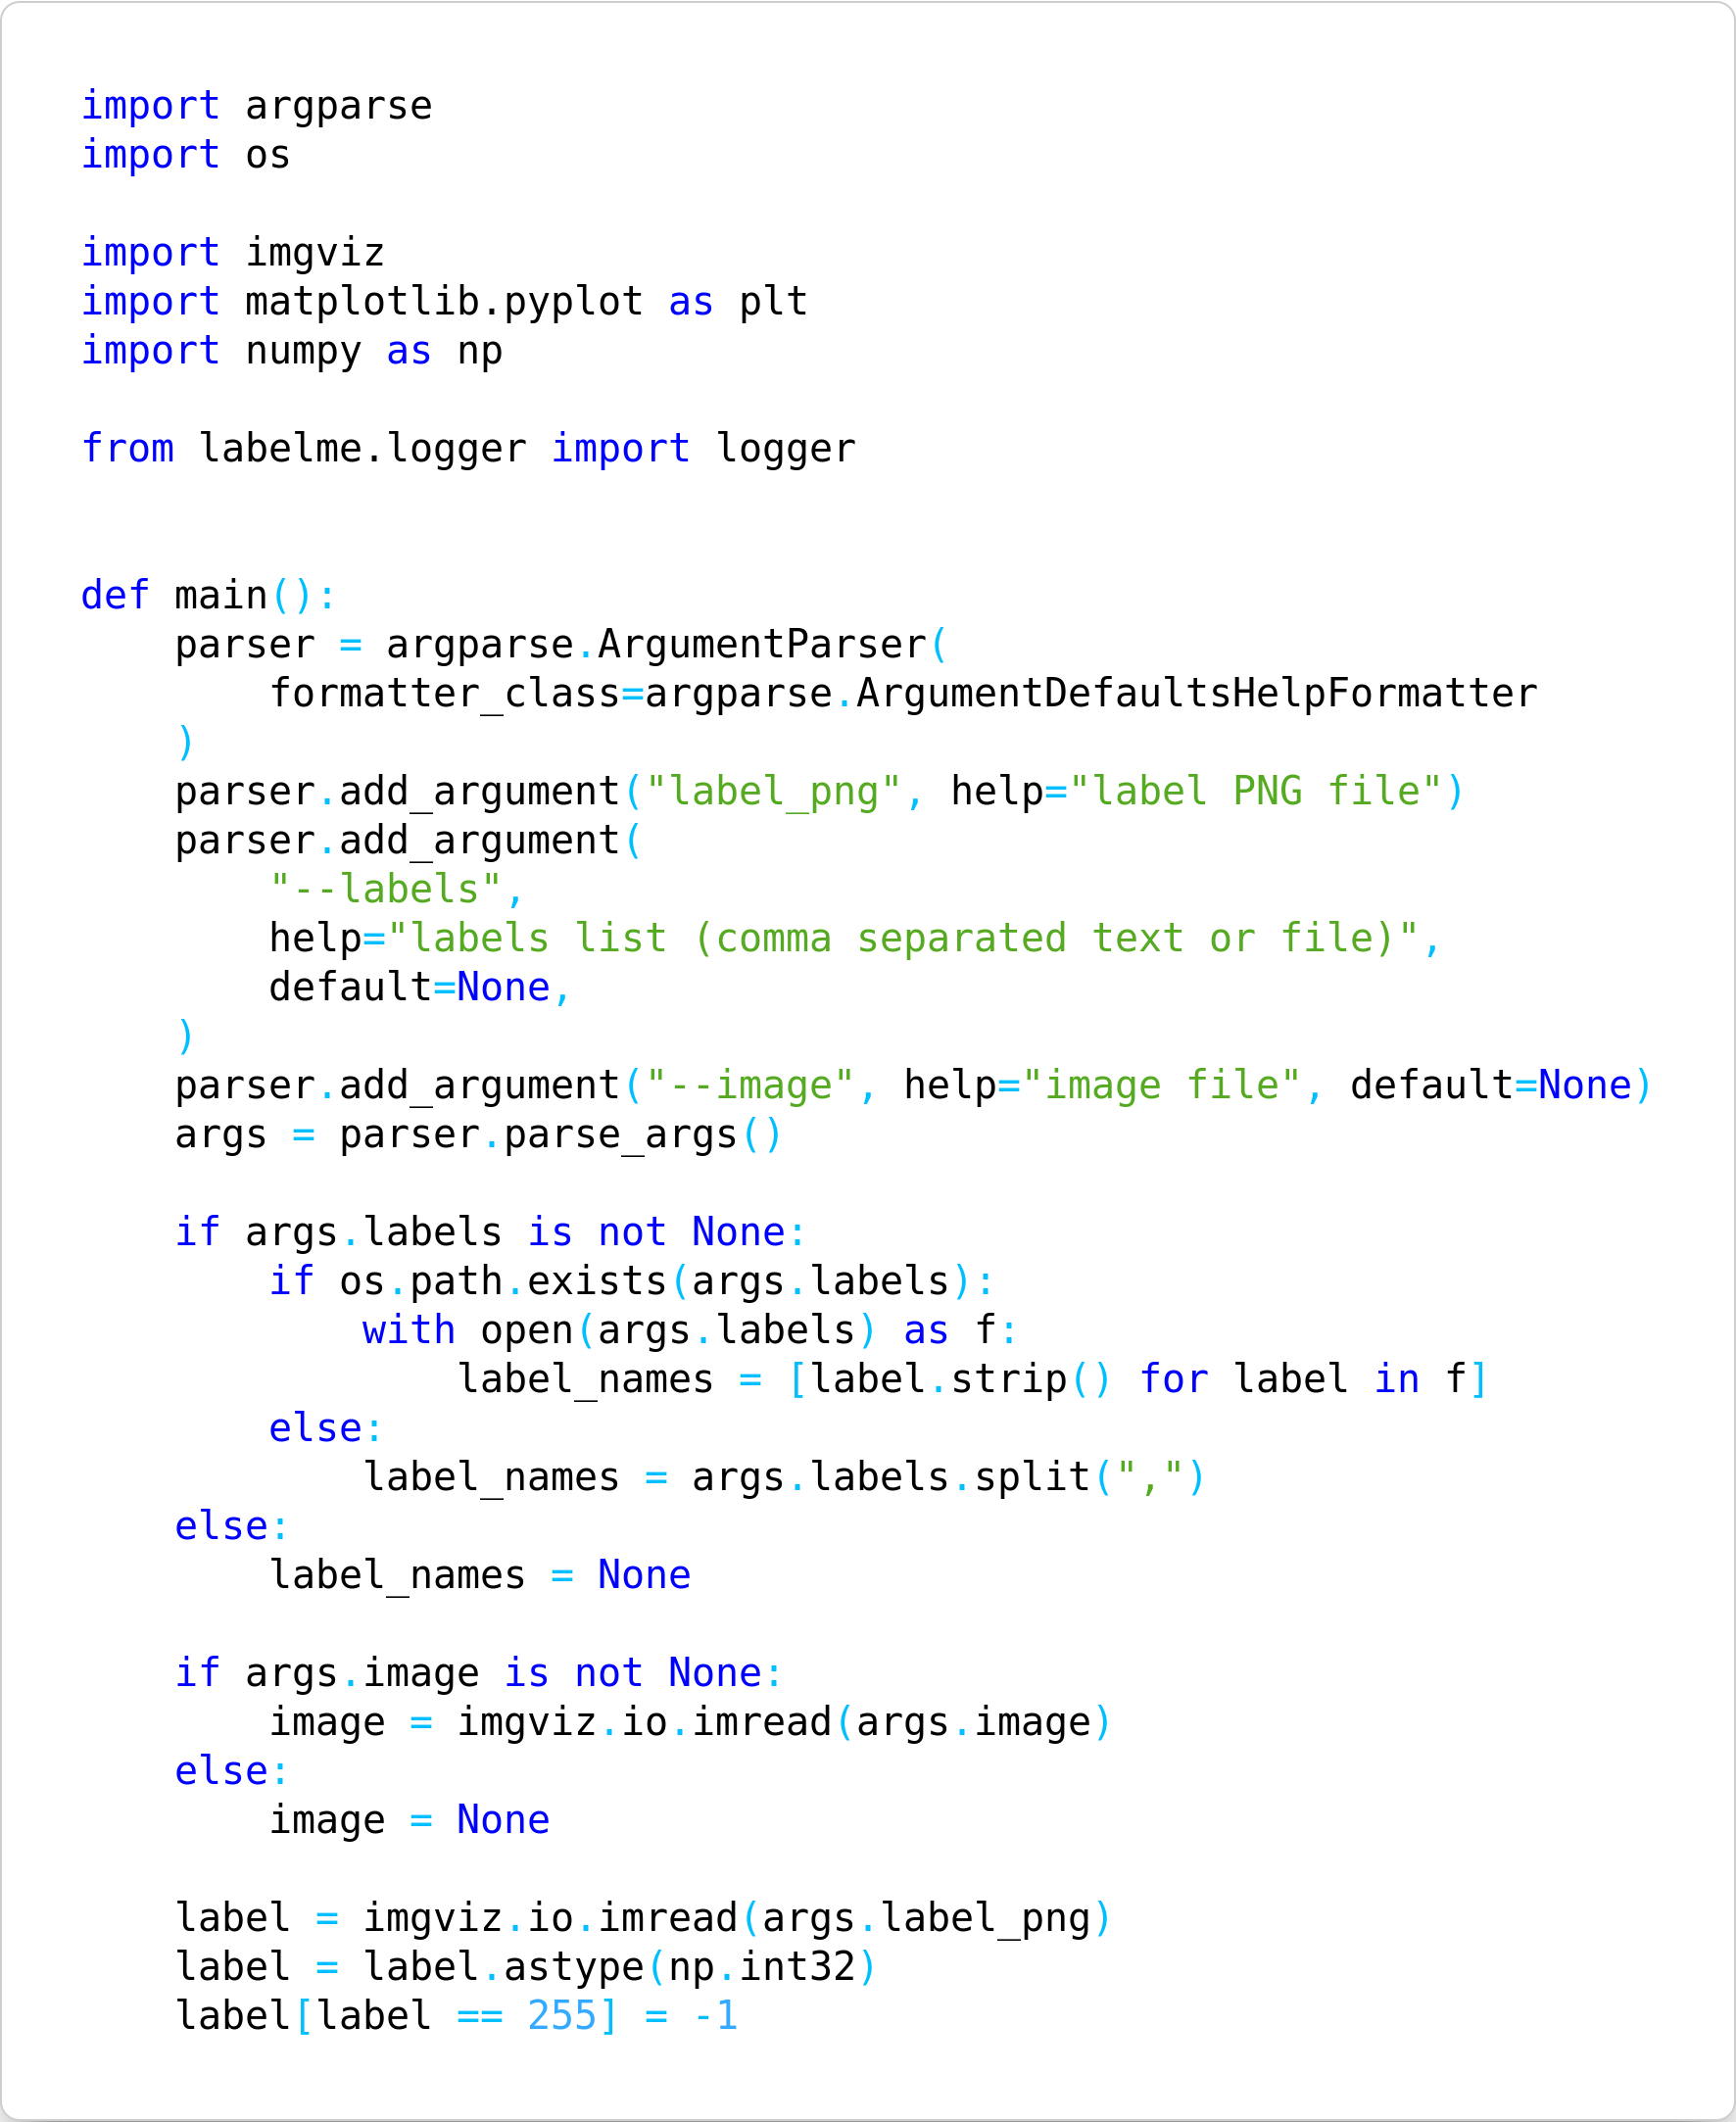 import argparse
import os

import imgviz
import matplotlib.pyplot as plt
import numpy as np

from labelme.logger import logger


def main():
    parser = argparse.ArgumentParser(
        formatter_class=argparse.ArgumentDefaultsHelpFormatter
    )
    parser.add_argument("label_png", help="label PNG file")
    parser.add_argument(
        "--labels",
        help="labels list (comma separated text or file)",
        default=None,
    )
    parser.add_argument("--image", help="image file", default=None)
    args = parser.parse_args()

    if args.labels is not None:
        if os.path.exists(args.labels):
            with open(args.labels) as f:
                label_names = [label.strip() for label in f]
        else:
            label_names = args.labels.split(",")
    else:
        label_names = None

    if args.image is not None:
        image = imgviz.io.imread(args.image)
    else:
        image = None

    label = imgviz.io.imread(args.label_png)
    label = label.astype(np.int32)
    label[label == 255] = -1